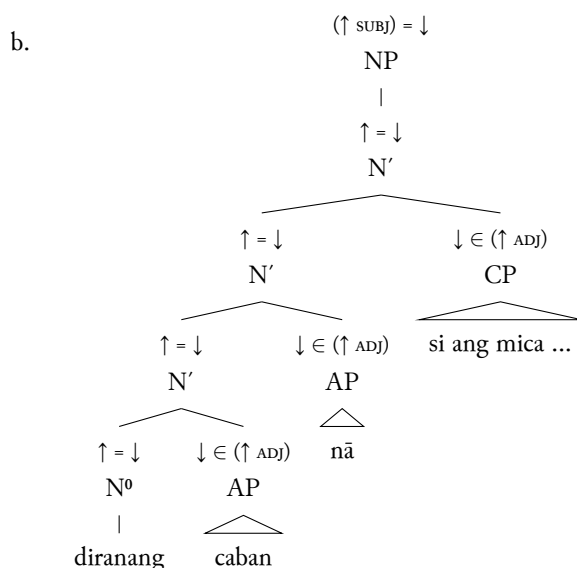 b.
(↑ SUBJ) = ↓
NP
↑ = ↓
N′
↑ = ↓ ↓ ∈ (↑ ADJ)
N′ CP
↑ = ↓ ↓ ∈ (↑ ADJ) si ang mica ...
N′ AP
↑ = ↓ ↓ ∈ (↑ ADJ) nā
N⁰ AP
diranang caban